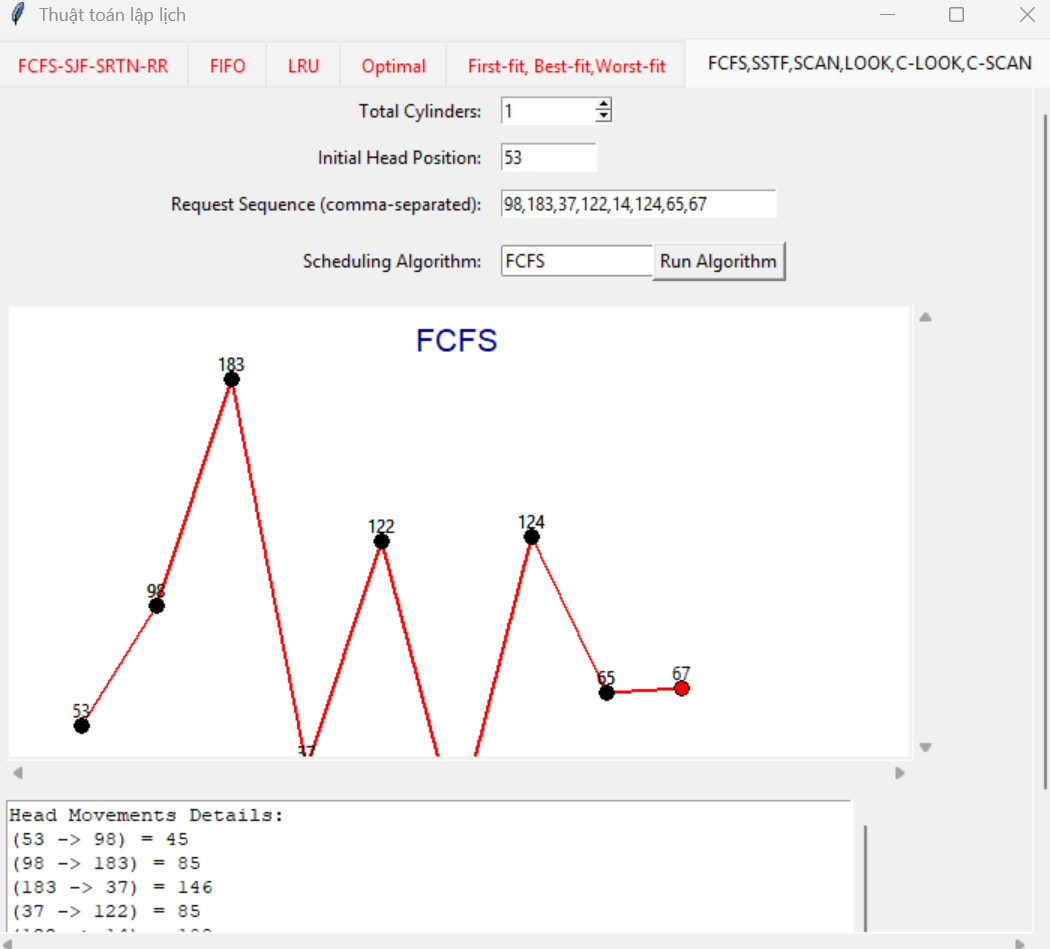 Thuật toán lập lịch
FCFS-SJF-SRTN-RR FIFO LRU Optimal First-fit, Best-fit,Worst-fit FCFS,SSTF,SCAN,LOOK,C-LOOK,C-SCAN
Total Cylinders: 1
Initial Head Position: 53
Request Sequence (comma-separated): 98,183,37,122,14,124,65,67
Scheduling Algorithm: FCFS Run Algorithm
FCFS
183
122
124
98
65
67
53
37
Head Movements Details:
(53 -> 98) = 45
(98 -> 183) = 85
(183 -> 37) = 146
(37 -> 122) = 85